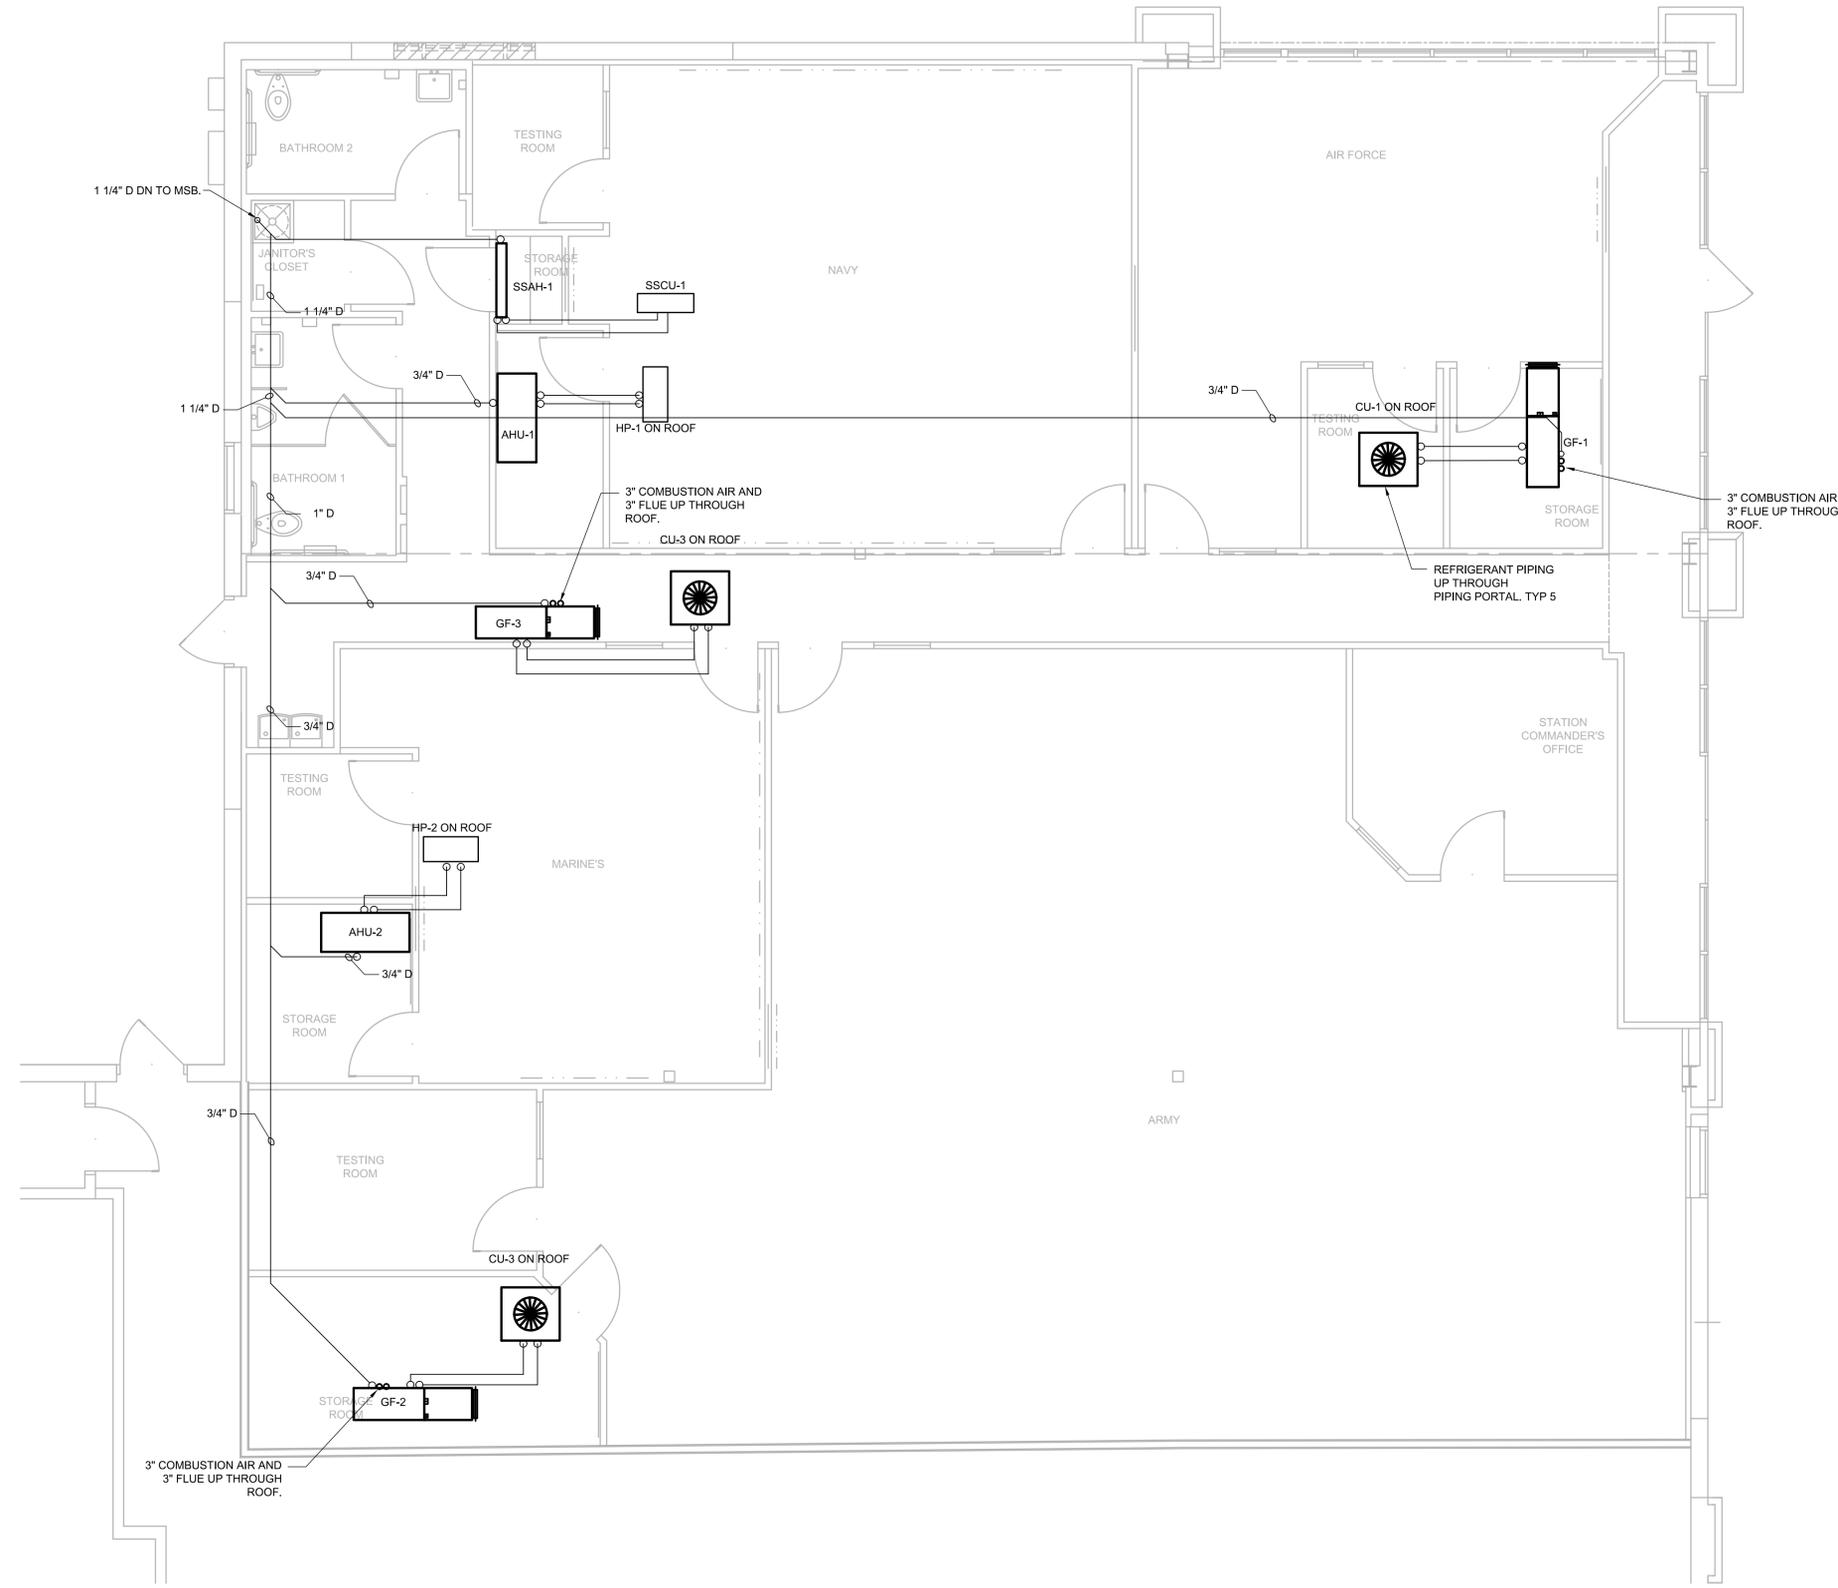 BATHROOM 2
TESTING
ROOM
AIR FORCE
1 1/4" D DN TO MSB.
JANITOR'S
CLOSET
STORAGE
ROOM
NAVY
SSAH-1
SSCU-1
1 1/4" D
3/4" D
1 1/4" D
AHU-1
HP-1 ON ROOF
3/4" D
CU-1 ON ROOF
TESTING
ROOM
GF-1
BATHROOM 1
1" D
3" COMBUSTION AIR AND
3" FLUE UP THROUGH
ROOF.
3" COMBUSTION AIR
3" FLUE UP THROUG
ROOF.
STORAGE
ROOM
CU-3 ON ROOF
REFRIGERANT PIPING
UP THROUGH
PIPING PORTAL. TYP 5
3/4" D
GF-3
3/4" D
STATION
COMMANDER'S
OFFICE
TESTING
ROOM
HP-2 ON ROOF
MARINE'S
AHU-2
3/4" D
STORAGE
ROOM
3/4" D
ARMY
TESTING
ROOM
CU-3 ON ROOF
STORAGE
ROOM
GF-2
3" COMBUSTION AIR AND
3" FLUE UP THROUGH
ROOF.